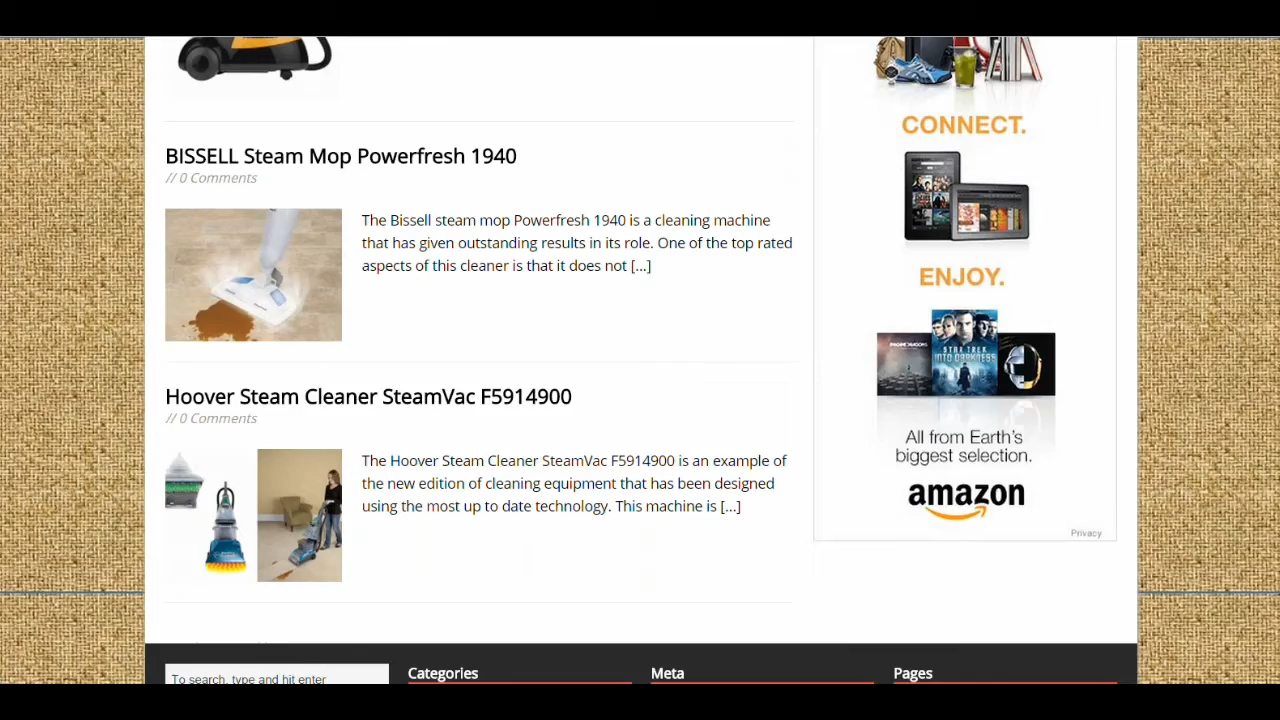 BISSELL Steam Mop Powerfresh 1940
// 0 Comments
The Bissell steam mop Powerfresh 1940 is a cleaning machine
that has given outstanding results in its role. One of the top rated
aspects of this cleaner is that it does not [...]
Hoover Steam Cleaner SteamVac F5914900
// 0 Comments
The Hoover Steam Cleaner SteamVac F5914900 is an example of
the new edition of cleaning equipment that has been designed
using the most up to date technology. This machine is [...]
CONNECT.
ENJOY.
STAR TREK
INTO DARKNESS
All from Earth's
biggest selection.
amazon
Privacy
To search, type and hit enter
Categories
Meta
Pages